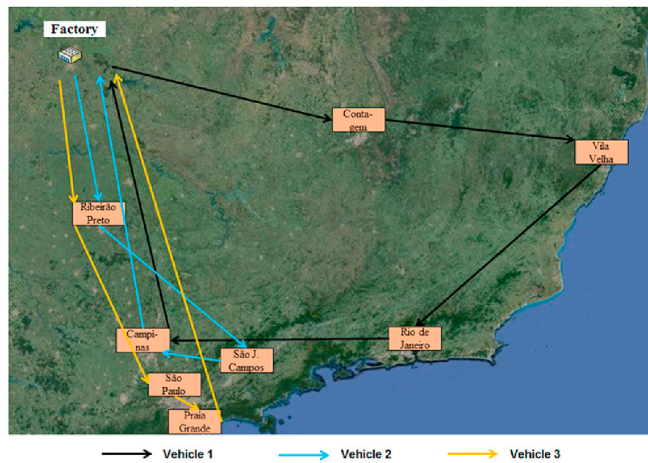 Factory
Conta-
gem
Vila
Velha
Ribeirão
Preto
Campi-
nas
São J.
Campos
Rio de
Janeiro
São
Paulo
Praia
Grande
Vehicle 1
Vehicle 2
Vehicle 3